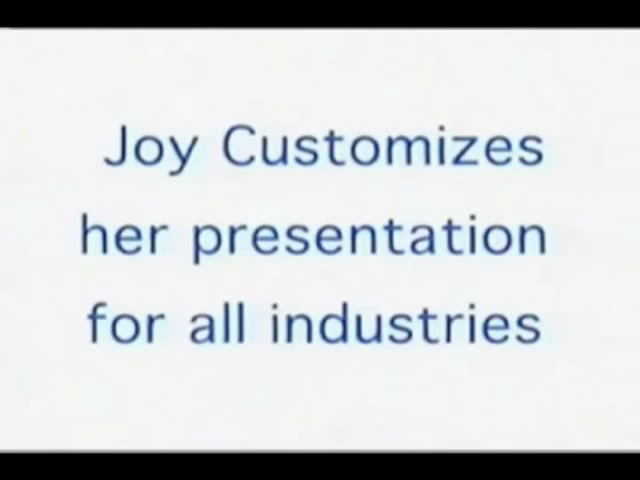 Joy Customizes
her presentation
for all industries